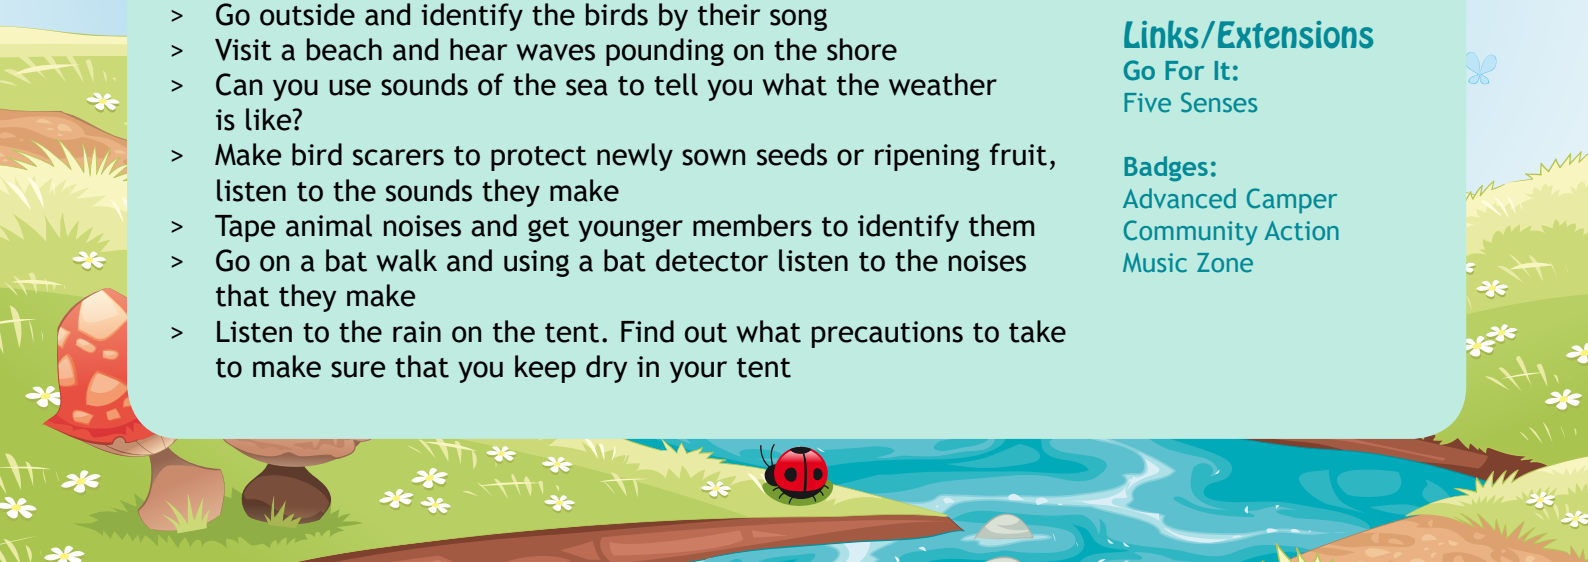 > Go outside and identify the birds by their song
> Visit a beach and hear waves pounding on the shore
> Can you use sounds of the sea to tell you what the weather
is like?
> Make bird scarers to protect newly sown seeds or ripening fruit,
listen to the sounds they make
> Tape animal noises and get younger members to identify them
> Go on a bat walk and using a bat detector listen to the noises
that they make
> Listen to the rain on the tent. Find out what precautions to take
to make sure that you keep dry in your tent
Links/Extensions
Go For It:
Five Senses
Badges:
Advanced Camper
Community Action
Music Zone